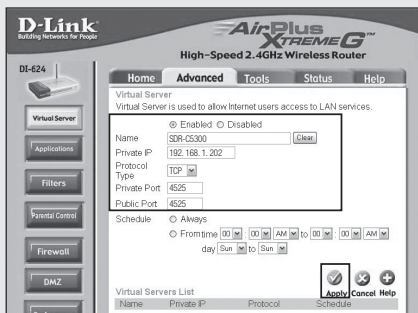 D-Link
Building Networks for People
AirPlus
XTREME G™
High-Speed 2.4GHz Wireless Router
DI-624
Home Advanced Tools Status Help
Virtual Server
Applications
Filters
Parental Control
Firewall
DMZ
Virtual Server
Virtual Server is used to allow Internet users access to LAN services.
Enabled Disabled
Name SDR-C5300 Clear
Private IP 192.168.1.202
Protocol Type TCP
Private Port 4525
Public Port 4525
Schedule Always
From time 00 : 00 AM to 00 : 00 AM
day Sun to Sun
Apply Cancel Help
Virtual Servers List
Name Private IP Protocol Schedule